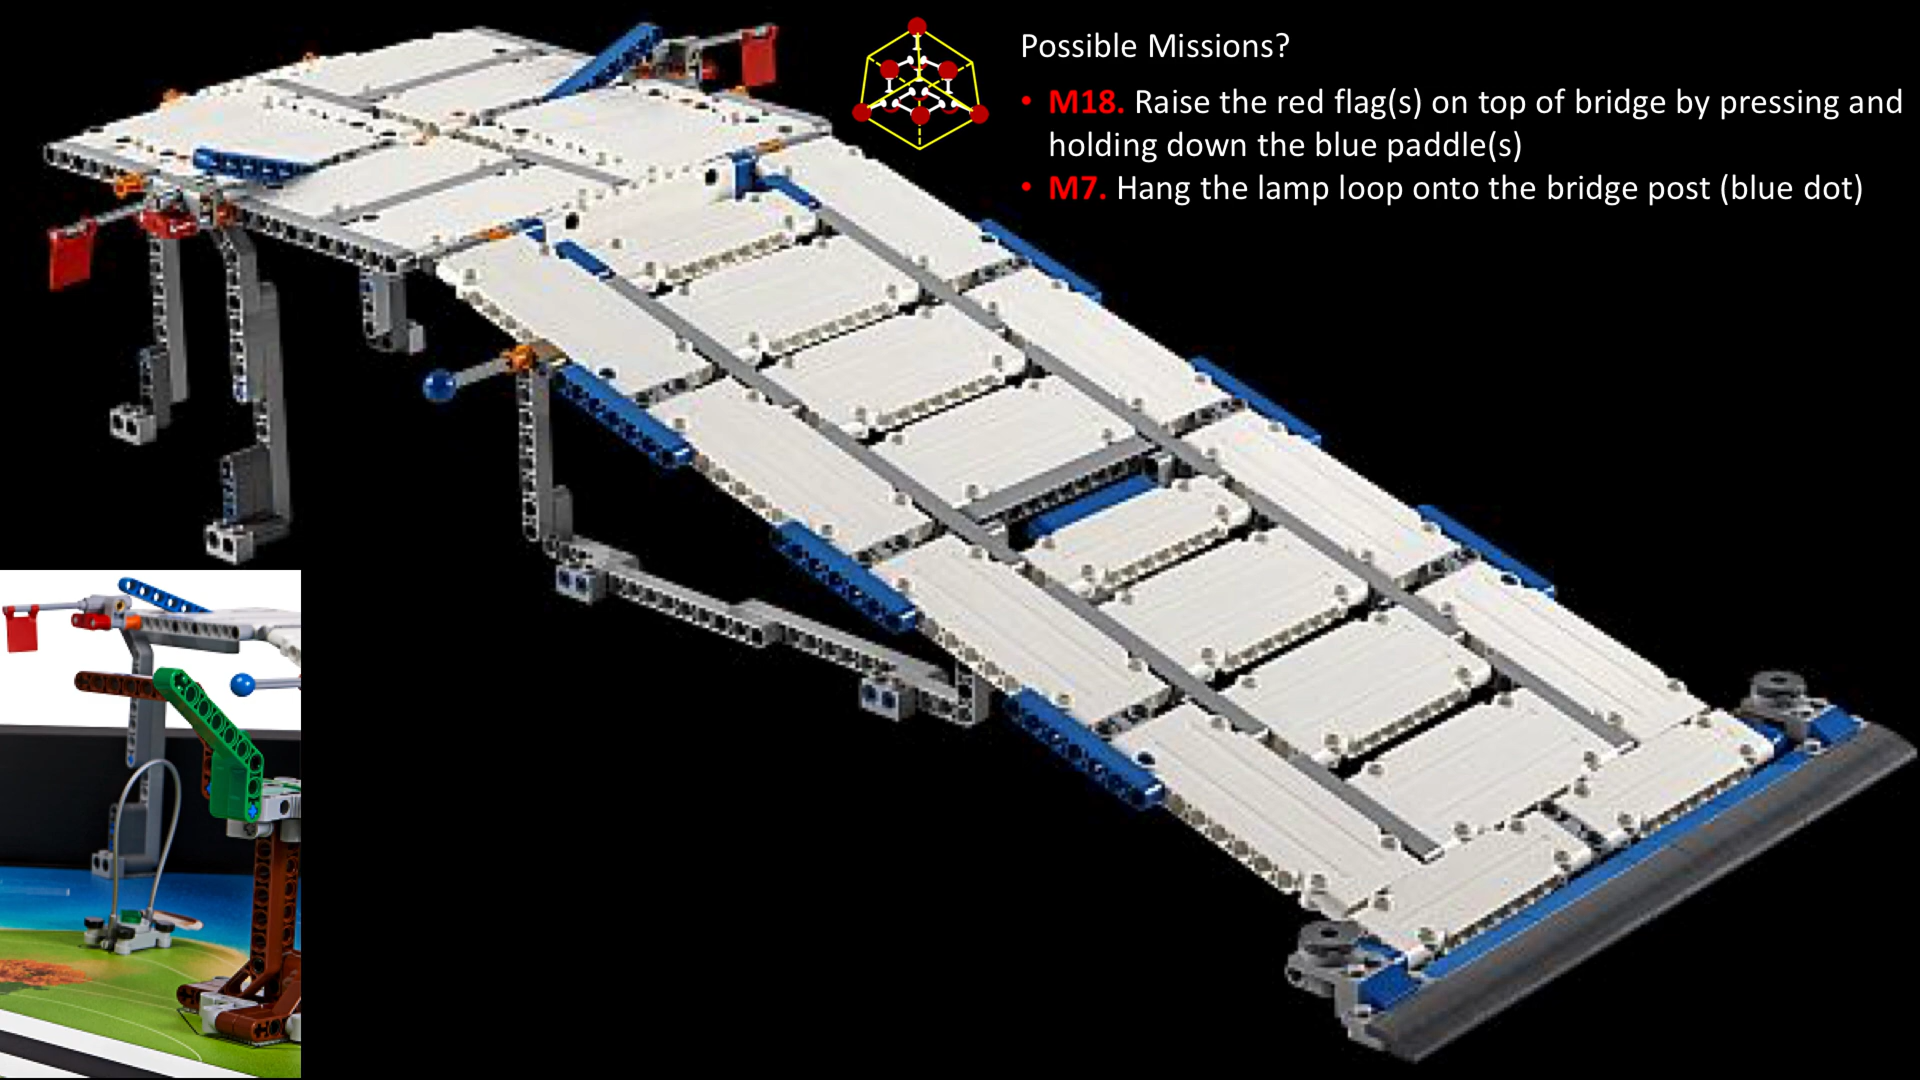 Possible Missions?
• M18. Raise the red flag(s) on top of bridge by pressing and
holding down the blue paddle(s)
• M7. Hang the lamp loop onto the bridge post (blue dot)